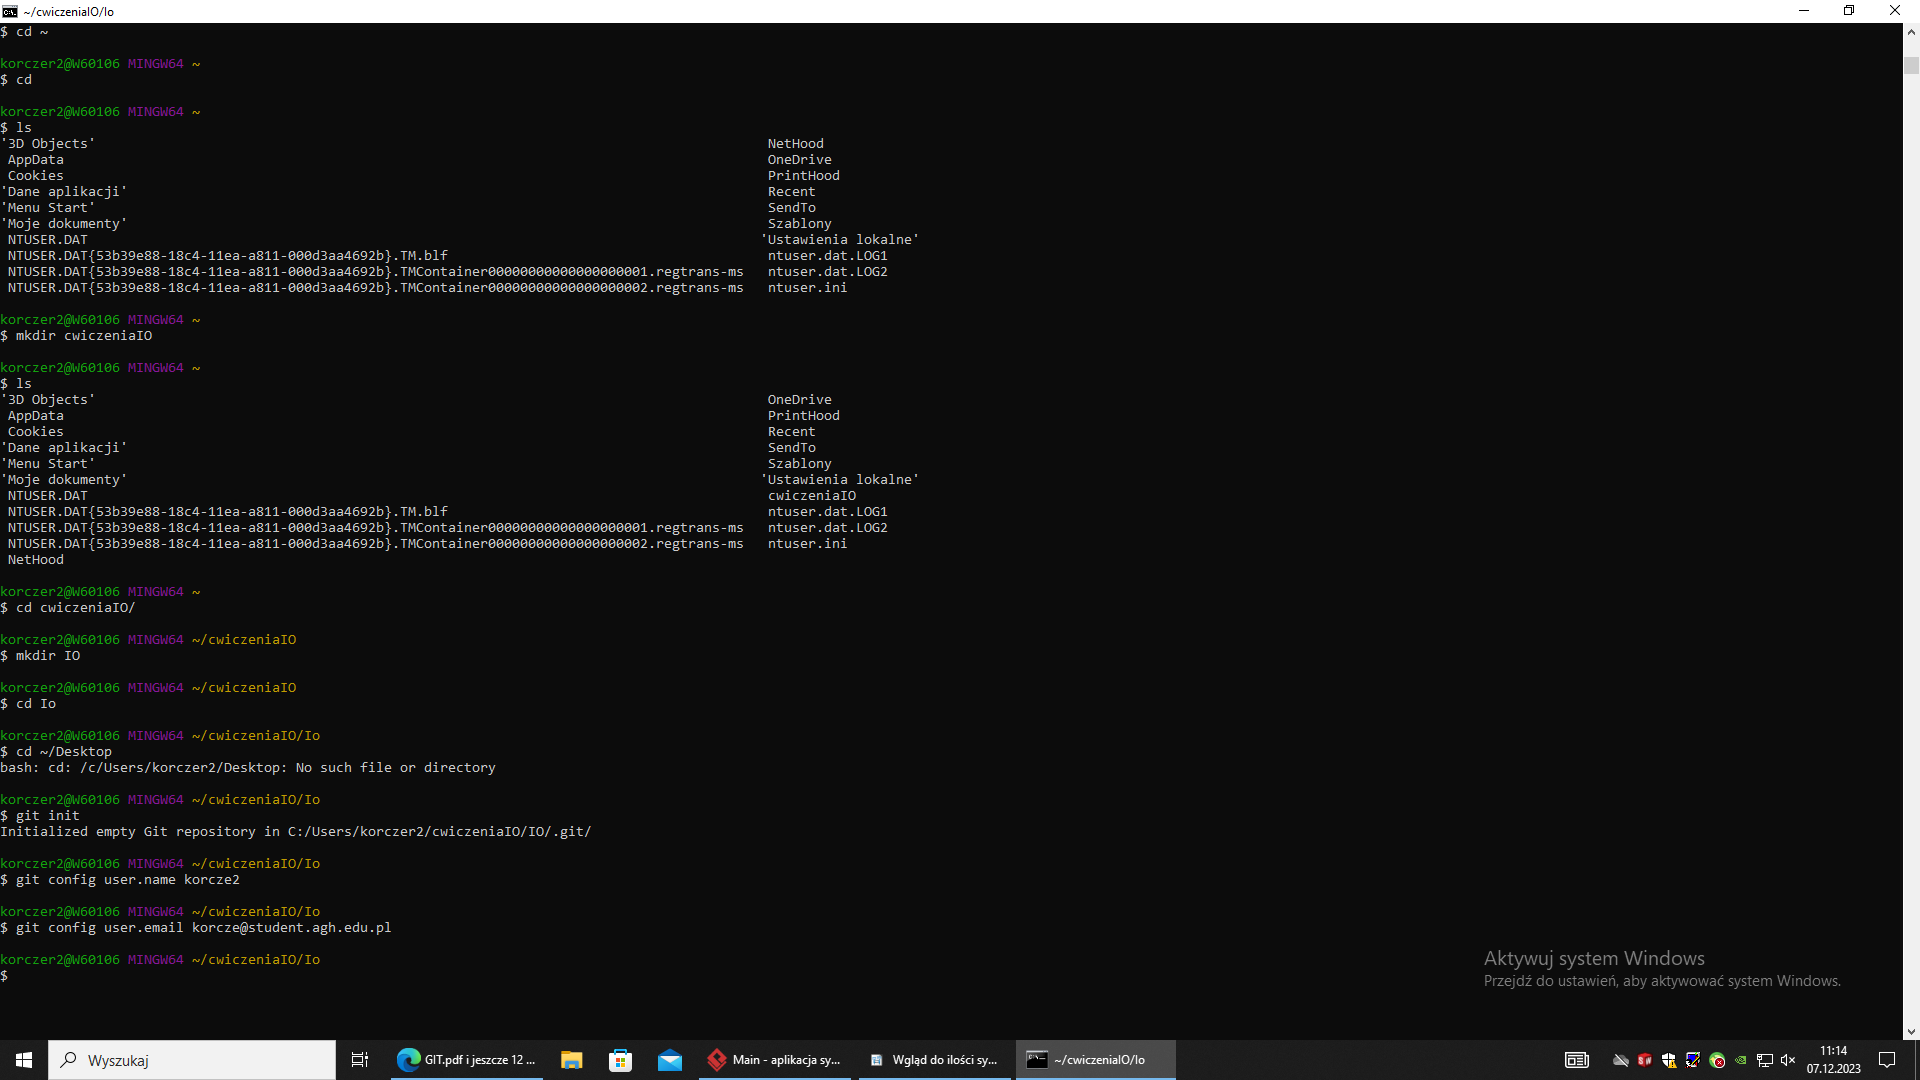 ~/cwiczeniaIO/Io
$ cd ~
korczer2@W60106 MINGW64 ~
$ cd
korczer2@W60106 MINGW64 ~
$ ls
'3D Objects' NetHood
AppData OneDrive
Cookies PrintHood
'Dane aplikacji' Recent
'Menu Start' SendTo
'Moje dokumenty' Szablony
NTUSER.DAT 'Ustawienia lokalne'
NTUSER.DAT{53b39e88-18c4-11ea-a811-000d3aa4692b}.TM.blf ntuser.dat.LOG1
NTUSER.DAT{53b39e88-18c4-11ea-a811-000d3aa4692b}.TMContainer00000000000000000001.regtrans-ms ntuser.dat.LOG2
NTUSER.DAT{53b39e88-18c4-11ea-a811-000d3aa4692b}.TMContainer00000000000000000002.regtrans-ms ntuser.ini
korczer2@W60106 MINGW64 ~
$ mkdir cwiczeniaIO
korczer2@W60106 MINGW64 ~
$ ls
'3D Objects' OneDrive
AppData PrintHood
Cookies Recent
'Dane aplikacji' SendTo
'Menu Start' Szablony
'Moje dokumenty' 'Ustawienia lokalne'
NTUSER.DAT cwiczeniaIO
NTUSER.DAT{53b39e88-18c4-11ea-a811-000d3aa4692b}.TM.blf ntuser.dat.LOG1
NTUSER.DAT{53b39e88-18c4-11ea-a811-000d3aa4692b}.TMContainer00000000000000000001.regtrans-ms ntuser.dat.LOG2
NTUSER.DAT{53b39e88-18c4-11ea-a811-000d3aa4692b}.TMContainer00000000000000000002.regtrans-ms ntuser.ini
NetHood
korczer2@W60106 MINGW64 ~
$ cd cwiczeniaIO/
korczer2@W60106 MINGW64 ~/cwiczeniaIO
$ mkdir IO
korczer2@W60106 MINGW64 ~/cwiczeniaIO
$ cd Io
korczer2@W60106 MINGW64 ~/cwiczeniaIO/Io
$ cd ~/Desktop
bash: cd: /c/Users/korczer2/Desktop: No such file or directory
korczer2@W60106 MINGW64 ~/cwiczeniaIO/Io
$ git init
Initialized empty Git repository in C:/Users/korczer2/cwiczeniaIO/IO/.git/
korczer2@W60106 MINGW64 ~/cwiczeniaIO/Io
$ git config user.name korcze2
korczer2@W60106 MINGW64 ~/cwiczeniaIO/Io
$ git config user.email korcze@student.agh.edu.pl
korczer2@W60106 MINGW64 ~/cwiczeniaIO/Io
$
Aktywuj system Windows
Przejdź do ustawień, aby aktywować system Windows.
Wyszukaj
GIT.pdf i jeszcze 12 ...
Main - aplikacja sy...
Wgląd do ilości sy...
~/cwiczeniaIO/Io
11:14
07.12.2023